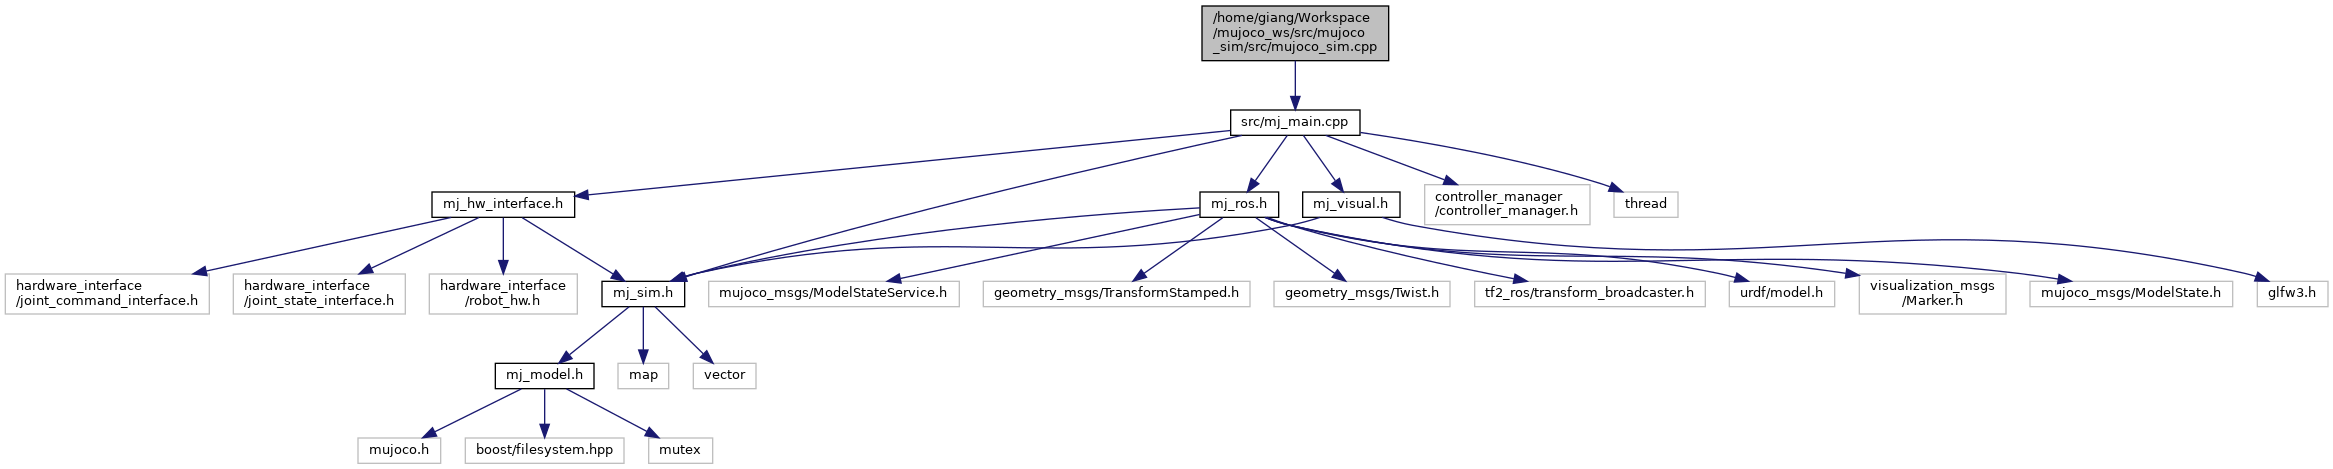 /home/giang/Workspace
/mujoco_ws/src/mujoco
_sim/src/mujoco_sim.cpp
src/mj_main.cpp
mj_hw_interface.h
mj_ros.h
mj_visual.h
controller_manager
/controller_manager.h
thread
hardware_interface
/joint_command_interface.h
hardware_interface
/joint_state_interface.h
hardware_interface
/robot_hw.h
mj_sim.h
mujoco_msgs/ModelStateService.h
geometry_msgs/TransformStamped.h
geometry_msgs/Twist.h
tf2_ros/transform_broadcaster.h
urdf/model.h
visualization_msgs
/Marker.h
mujoco_msgs/ModelState.h
glfw3.h
mj_model.h
map
vector
mujoco.h
boost/filesystem.hpp
mutex